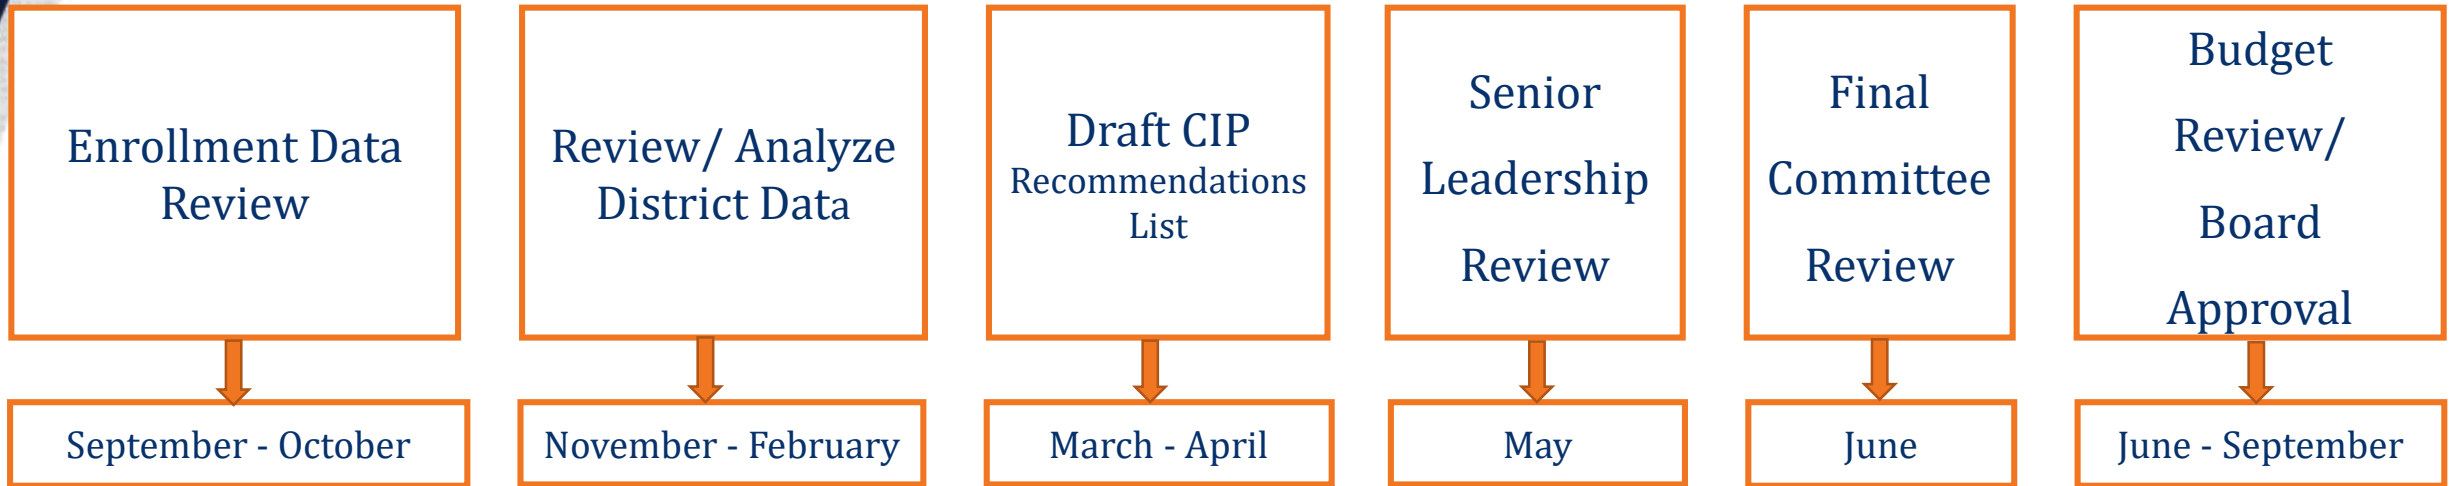 Enrollment Data
Review
Review/ Analyze
District Data
Draft CIP
Recommendations
List
Senior
Leadership
Review
Final
Committee
Review
Budget
Review/
Board
Approval
September - October
November - February
March - April
May
June
June - September